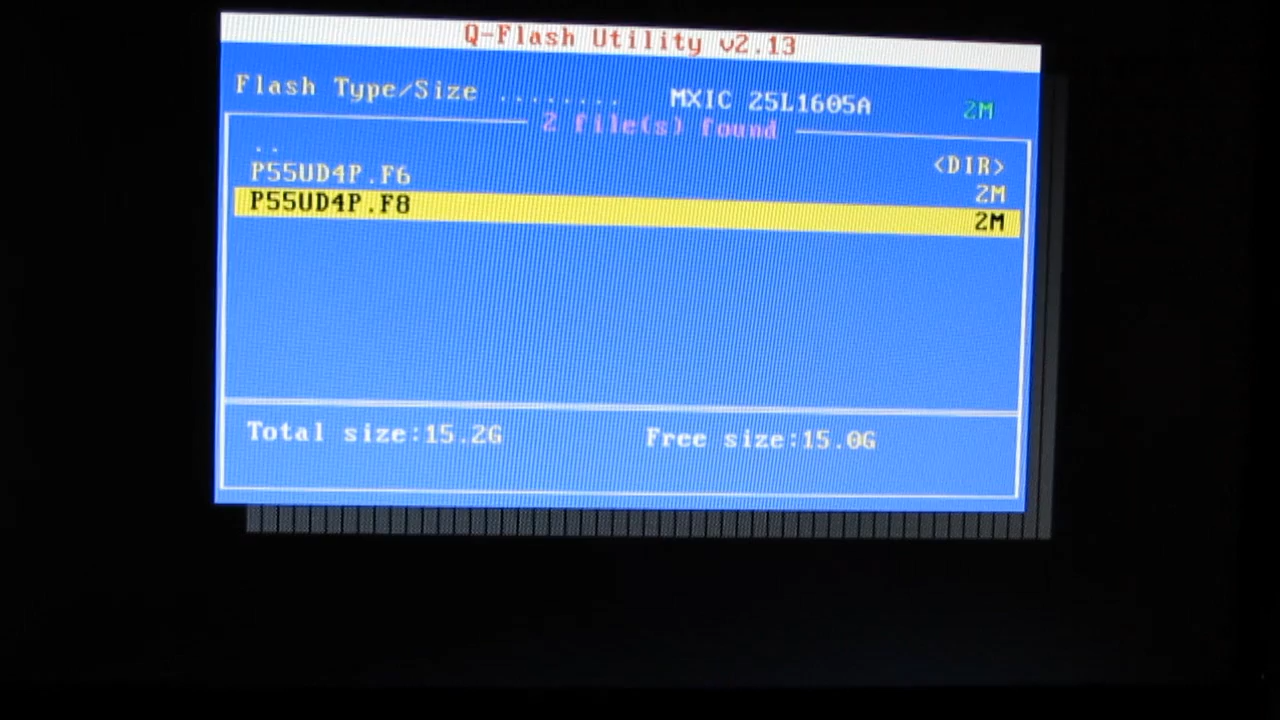 Q-Flash Utility v2.13
Flash Type/Size ........ MXIC 25L1605A 2M
2 file(s) found
.. <DIR>
P55UD4P.F6 2M
P55UD4P.F8 2M
Total size:15.2G Free size:15.0G